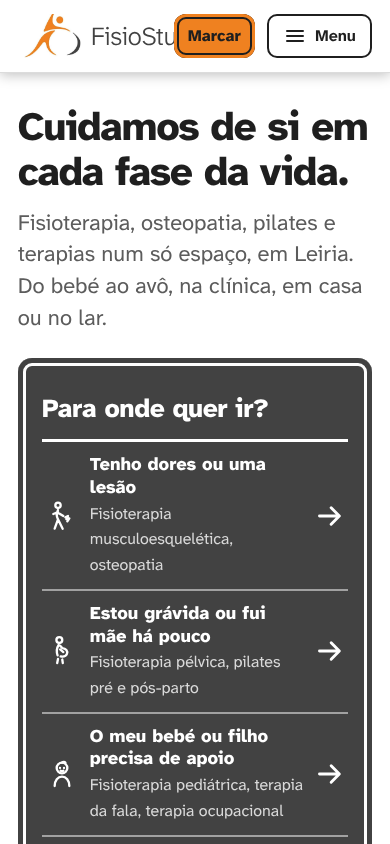 FisioStu
Marcar
Menu
Cuidamos de si em
cada fase da vida.
Fisioterapia, osteopatia, pilates e
terapias num só espaço, em Leiria.
Do bebé ao avô, na clínica, em casa
ou no lar.
Para onde quer ir?
Tenho dores ou uma
lesão
Fisioterapia
musculoesquelética,
osteopatia
Estou grávida ou fui
mãe há pouco
Fisioterapia pélvica, pilates
pré e pós-parto
O meu bebé ou filho
precisa de apoio
Fisioterapia pediátrica, terapia
da fala, terapia ocupacional